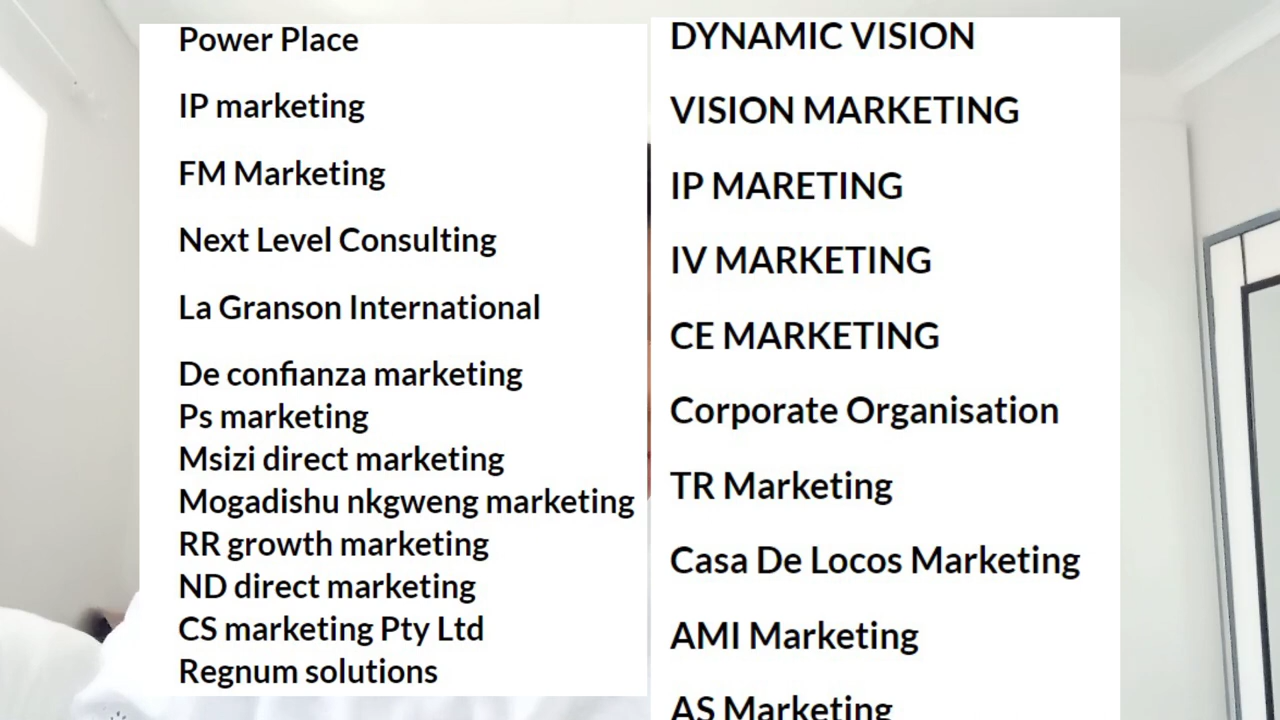 Power Place
IP marketing
FM Marketing
Next Level Consulting
La Granson International
De confianza marketing
Ps marketing
Msizi direct marketing
Mogadishu nkgweng marketing
RR growth marketing
ND direct marketing
CS marketing Pty Ltd
Regnum solutions
DYNAMIC VISION
VISION MARKETING
IP MARETING
IV MARKETING
CE MARKETING
Corporate Organisation
TR Marketing
Casa De Locos Marketing
AMI Marketing
AS Marketing